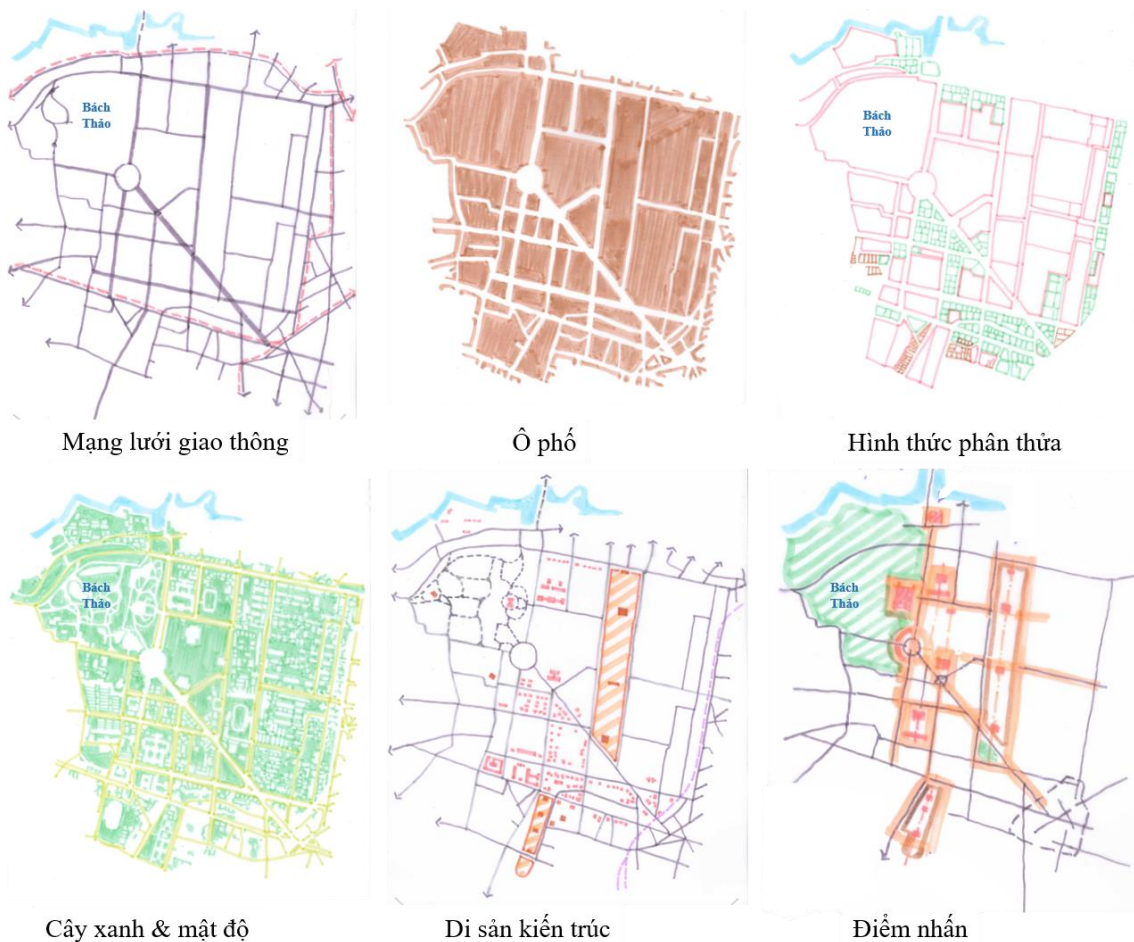 Bách
Thảo
Bách
Thảo
Mạng lưới giao thông
Ô phố
Hình thức phân thửa
Bách
Thảo
Bách
Thảo
Cây xanh & mật độ
Di sản kiến trúc
Điểm nhấn